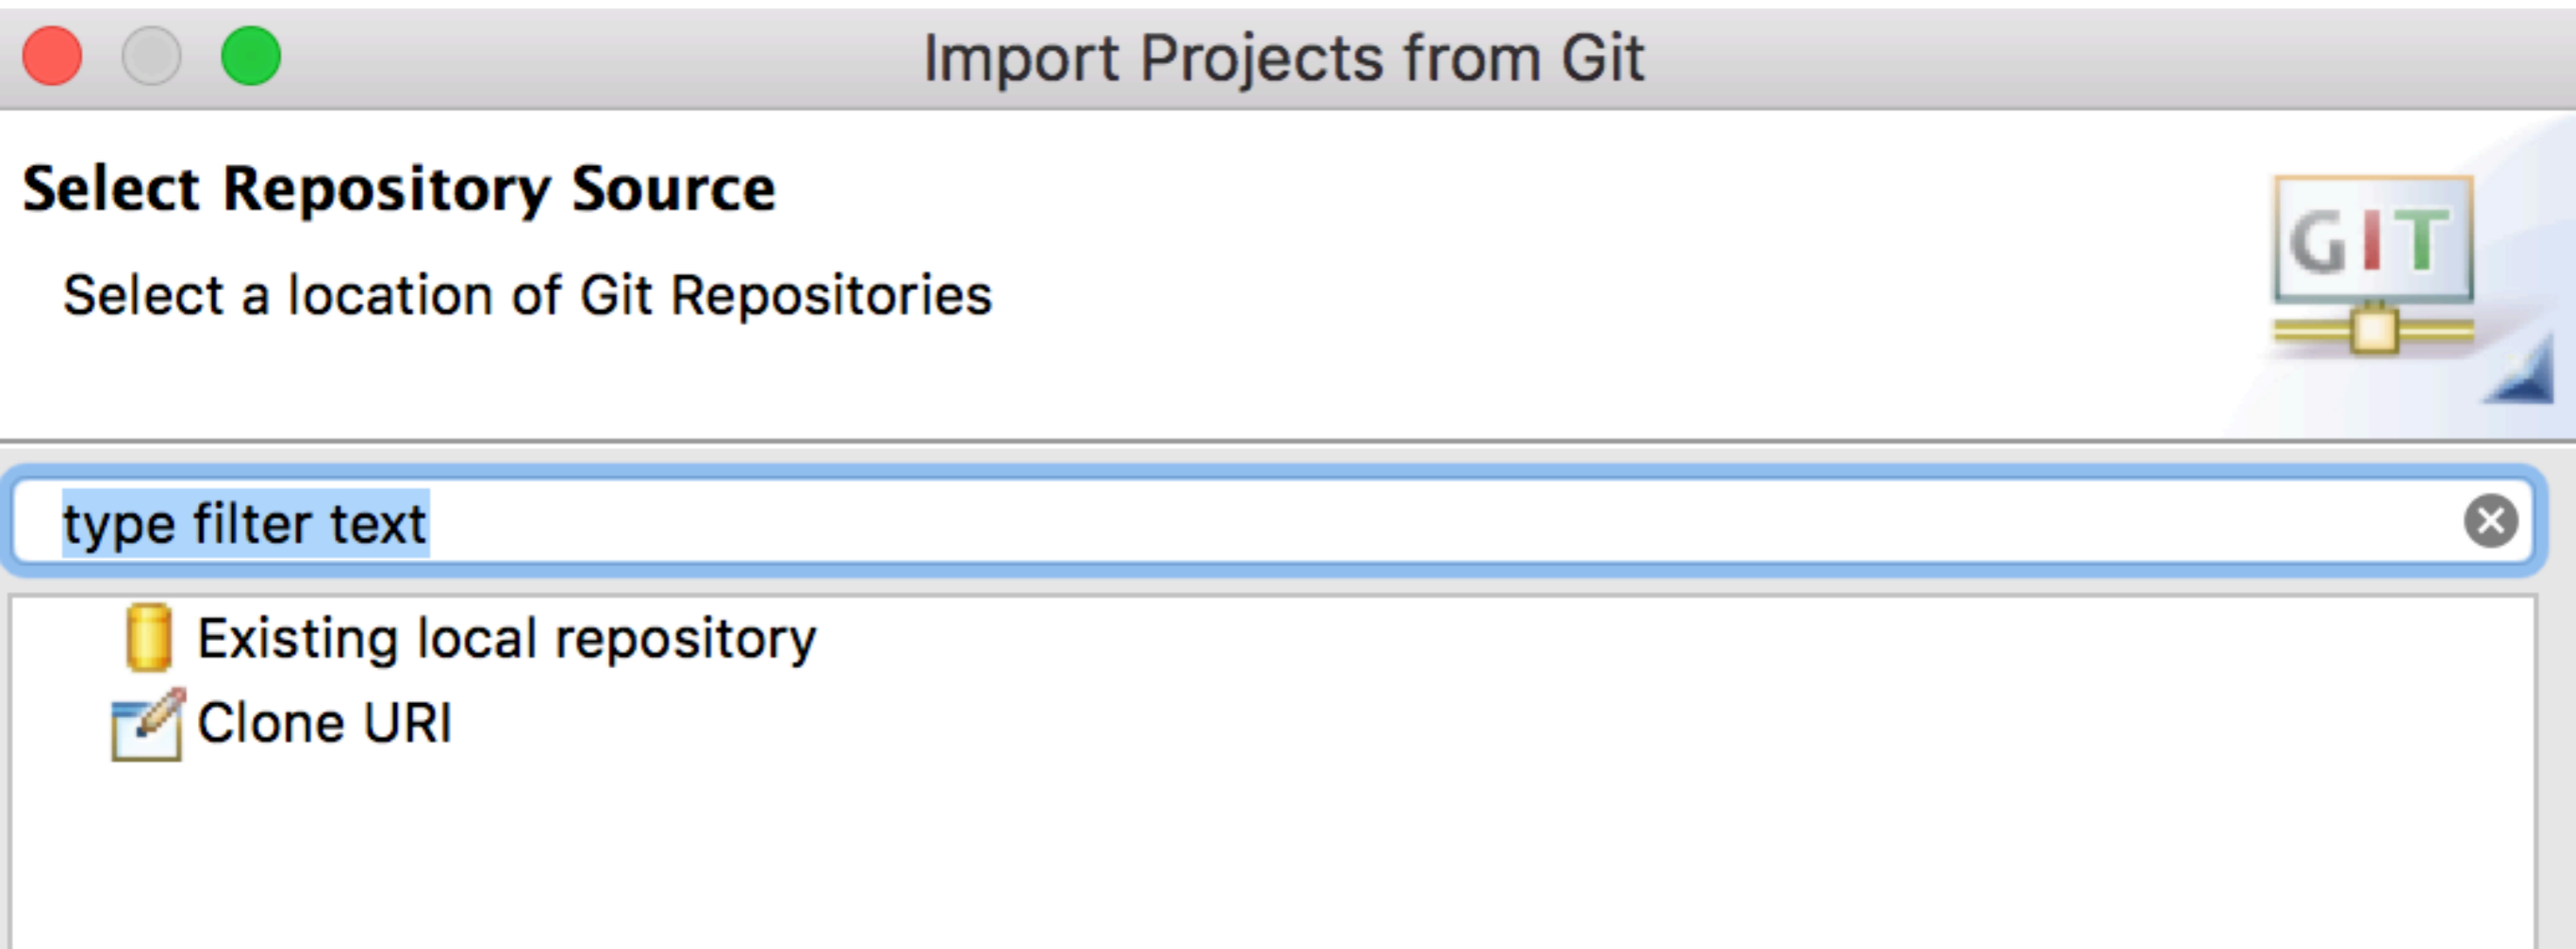 Import Projects from Git
Select Repository Source
Select a location of Git Repositories
GIT
type filter text
Existing local repository
Clone URI